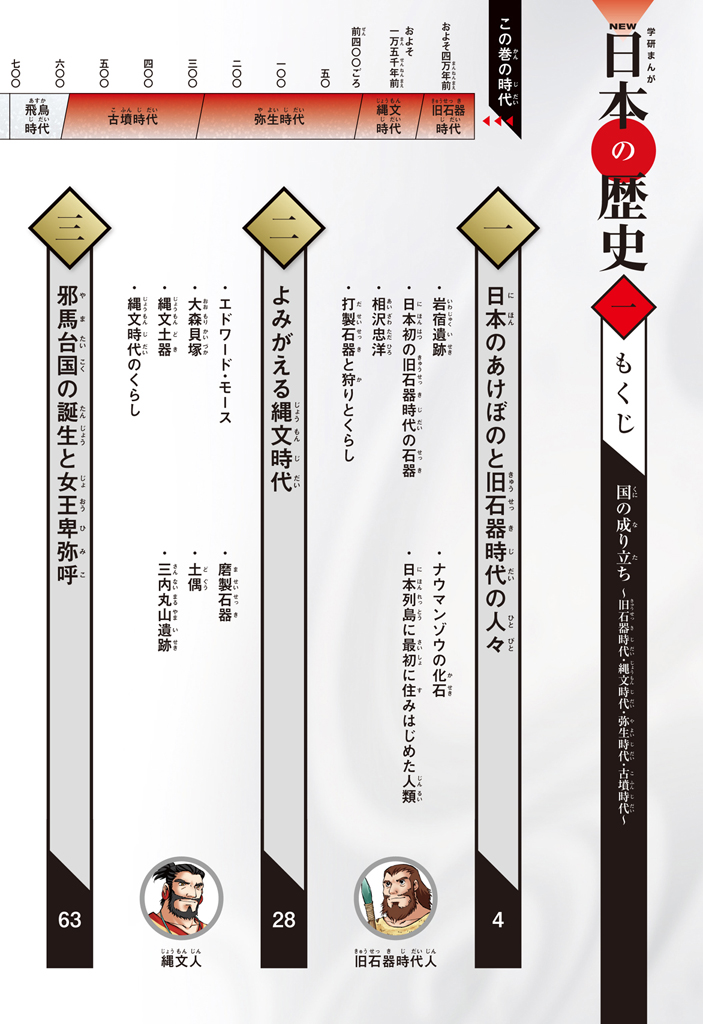 学研まんが
NEW
日本の歴史
一
もくじ
国の成り立ち ～旧石器時代・縄文時代・弥生時代・古墳時代～
この巻の時代
およそ四万年前
およそ
一万五千年前
前四〇〇ごろ
五〇
一〇〇
二〇〇
三〇〇
四〇〇
五〇〇
六〇〇
七〇〇
旧石器
時代
縄文
時代
弥生時代
古墳時代
飛鳥
時代
一
日本のあけぼのと旧石器時代の人々
4
・岩宿遺跡
・日本初の旧石器時代の石器
・相沢忠洋
・打製石器と狩りとくらし
・ナウマンゾウの化石
・日本列島に最初に住みはじめた人類
旧石器時代人
二
よみがえる縄文時代
28
・エドワード・モース
・大森貝塚
・縄文土器
・縄文時代のくらし
・磨製石器
・土偶
・三内丸山遺跡
縄文人
三
邪馬台国の誕生と女王卑弥呼
63